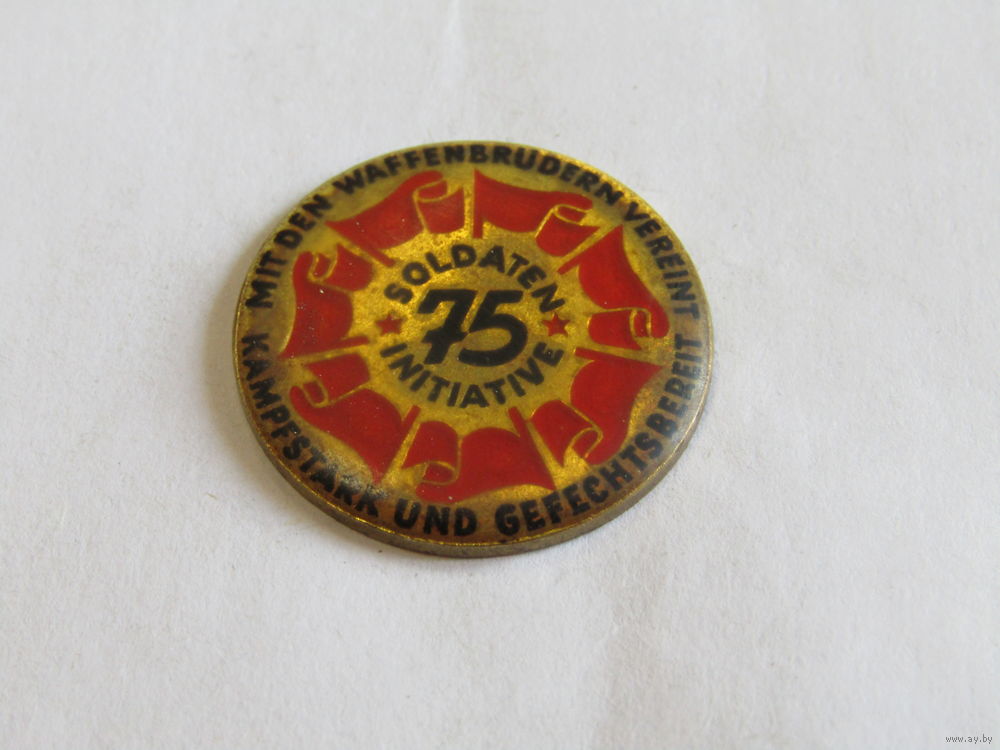 MIT DEN WAFFENBRÜDERN VEREINT
KAMPFSTARK UND GEFECHTSBEREIT
SOLDATEN
75
INITIATIVE
www.ay.by